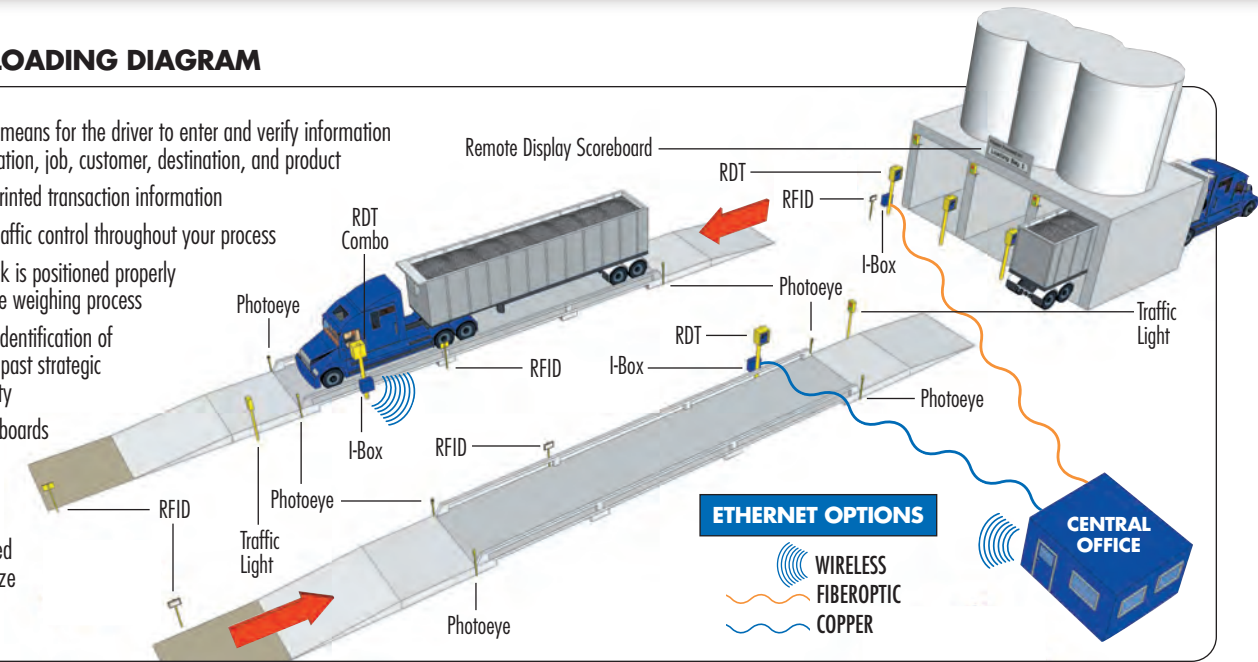 LOADING DIAGRAM
means for the driver to enter and verify information
ation, job, customer, destination, and product
rinted transaction information
raffic control throughout your process
k is positioned properly
e weighing process
dentification of
past strategic
ty
boards
ed
ze
Remote Display Scoreboard
RDT
RFID
I-Box
RDT
Combo
Photoeye
Photoeye
Traffic
Light
RDT
I-Box
RFID
Photoeye
I-Box
RFID
Photoeye
RFID
Traffic
Light
Photoeye
ETHERNET OPTIONS
WIRELESS
FIBEROPTIC
COPPER
CENTRAL
OFFICE